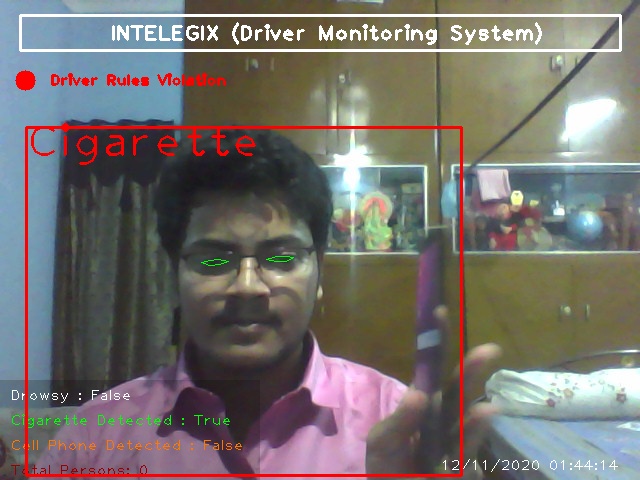 INTELEGIX (Driver Monitoring System)
Driver Rules Violation
Cigarette
Drowsy : False
Cigarette Detected : True
Cell Phone Detected : False
Total Persons: 0
12/11/2020 01:44:14